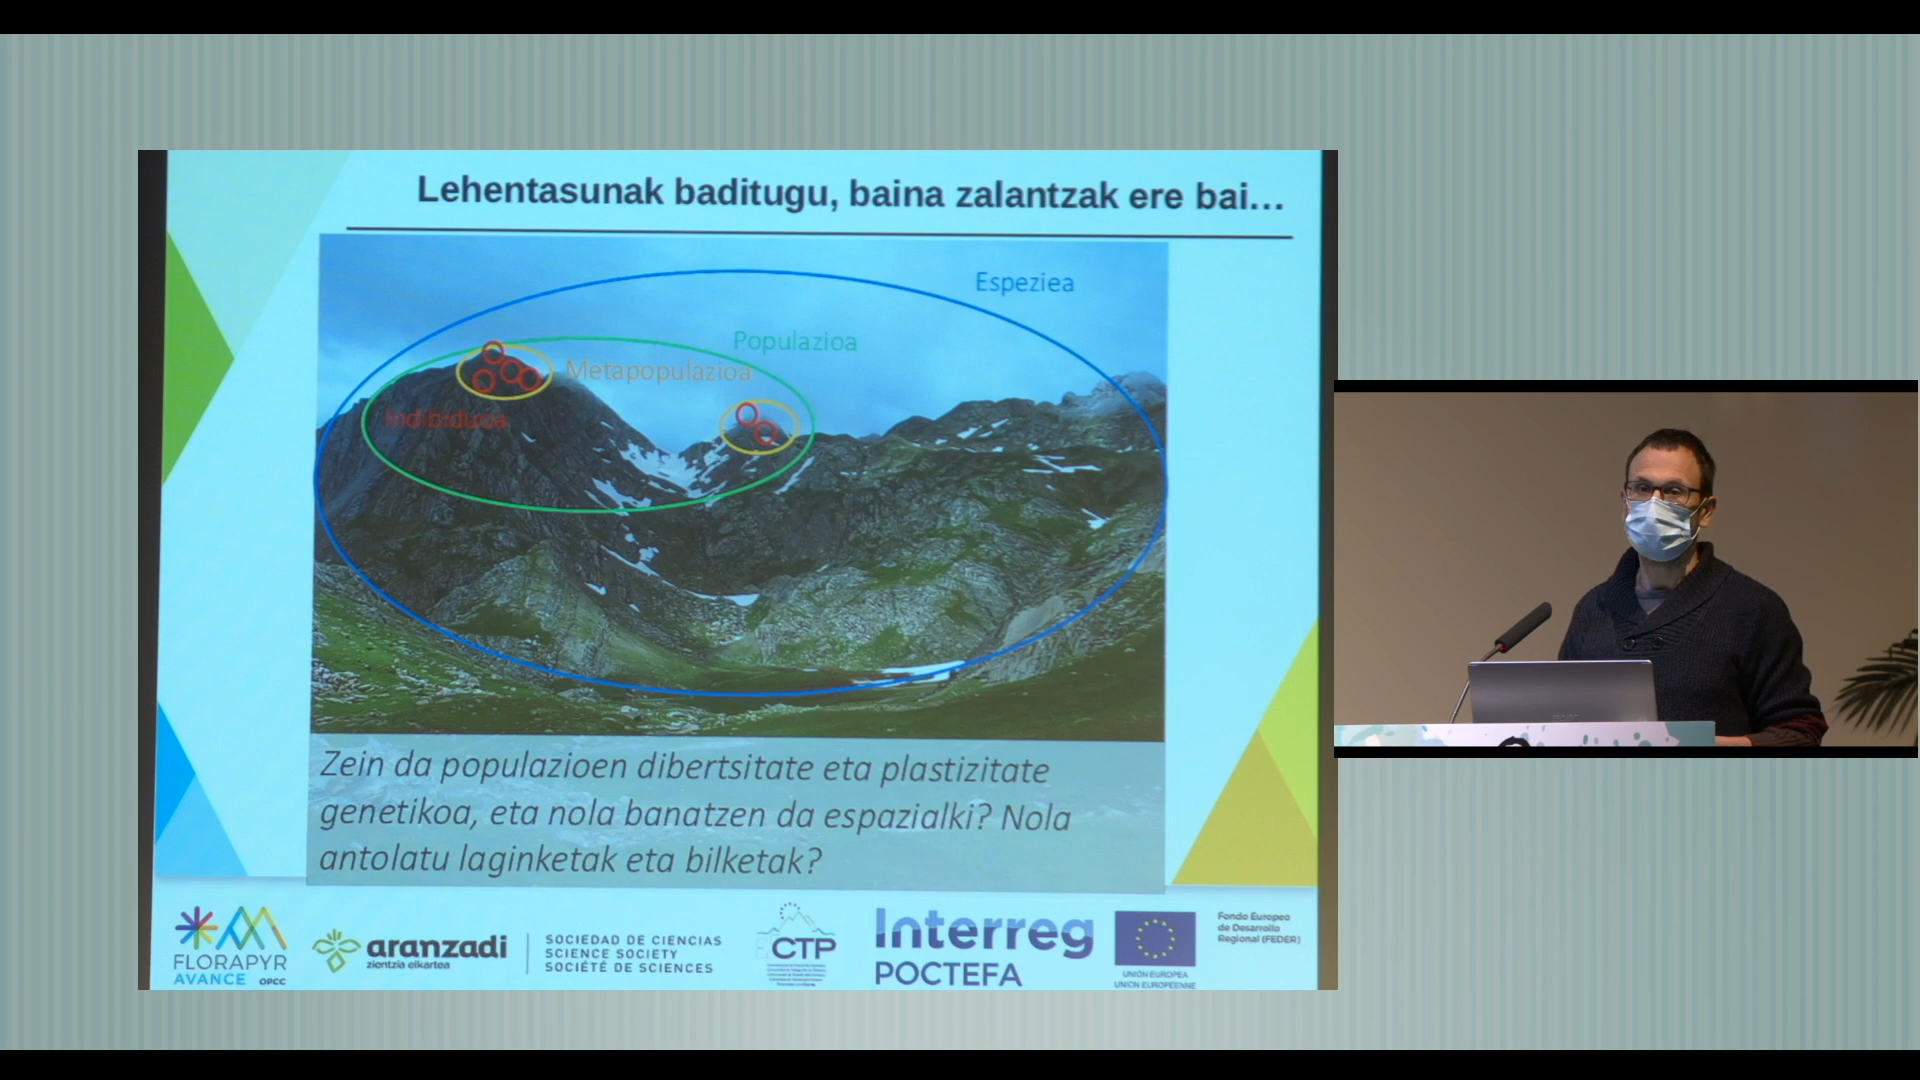 Lehentasunak baditugu, baina zalantzak ere bai...
Espeziea
Populazioa
Metapopulazioa
Indibiduoa
Zein da populazioen dibertsitate eta plastizitate
genetikoa, eta nola banatzen da espazialki? Nola
antolatu laginketak eta bilketak?
FLORAPYR
AVANCE OPCC
aranzadi
zientzia elkartea
SOCIEDAD DE CIENCIAS
SCIENCE SOCIETY
SOCIÉTÉ DE SCIENCES
CTP
Interreg
POCTEFA
UNIÓN EUROPEA
UNION EUROPÉENNE
Fondo Europeo
de Desarrollo
Regional (FEDER)